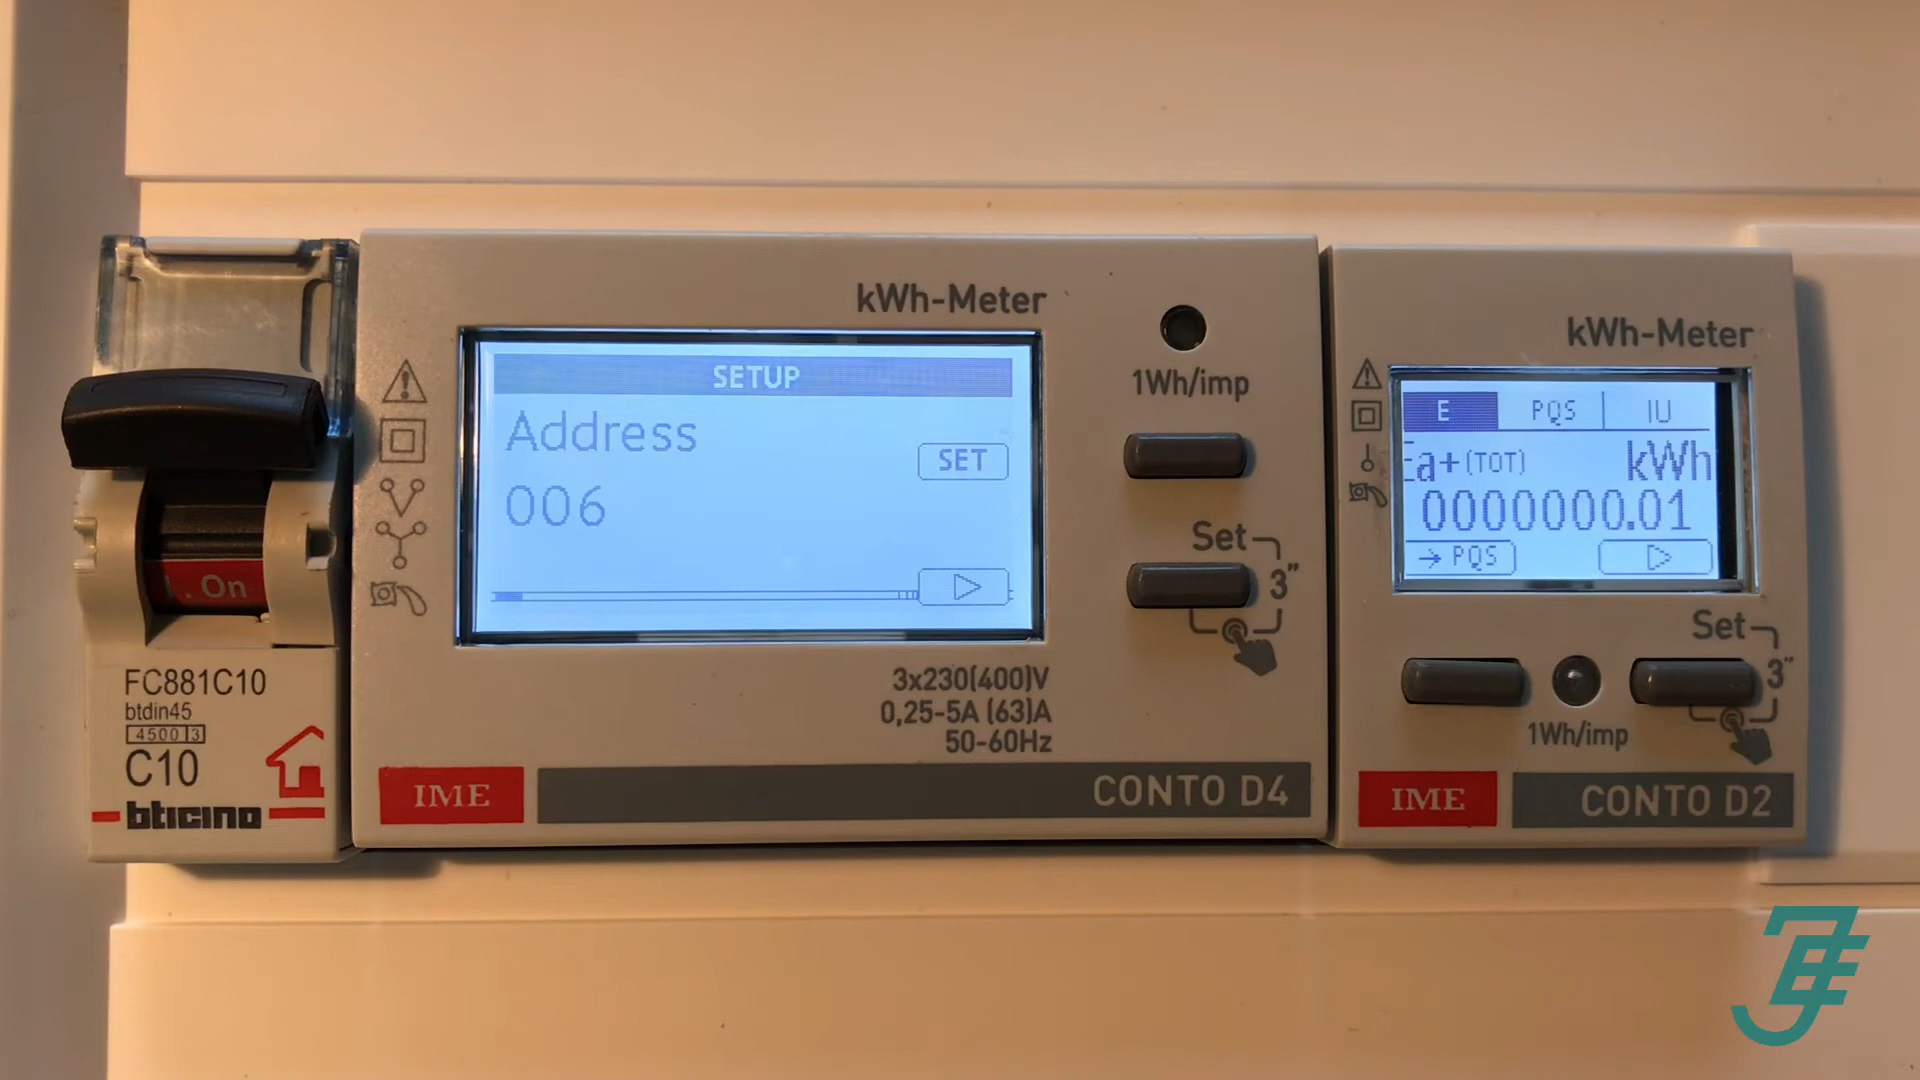 . On
FC881C10
btdin45
4500 3
C10
bticino
kWh-Meter
SETUP
Address
SET
006
1Wh/imp
Set
3"
3x230(400)V
0,25-5A (63)A
50-60Hz
IME
CONTO D4
kWh-Meter
E PQS IU
Ea+(TOT) kWh
0000000.01
→ PQS
Set
3"
1Wh/imp
IME
CONTO D2